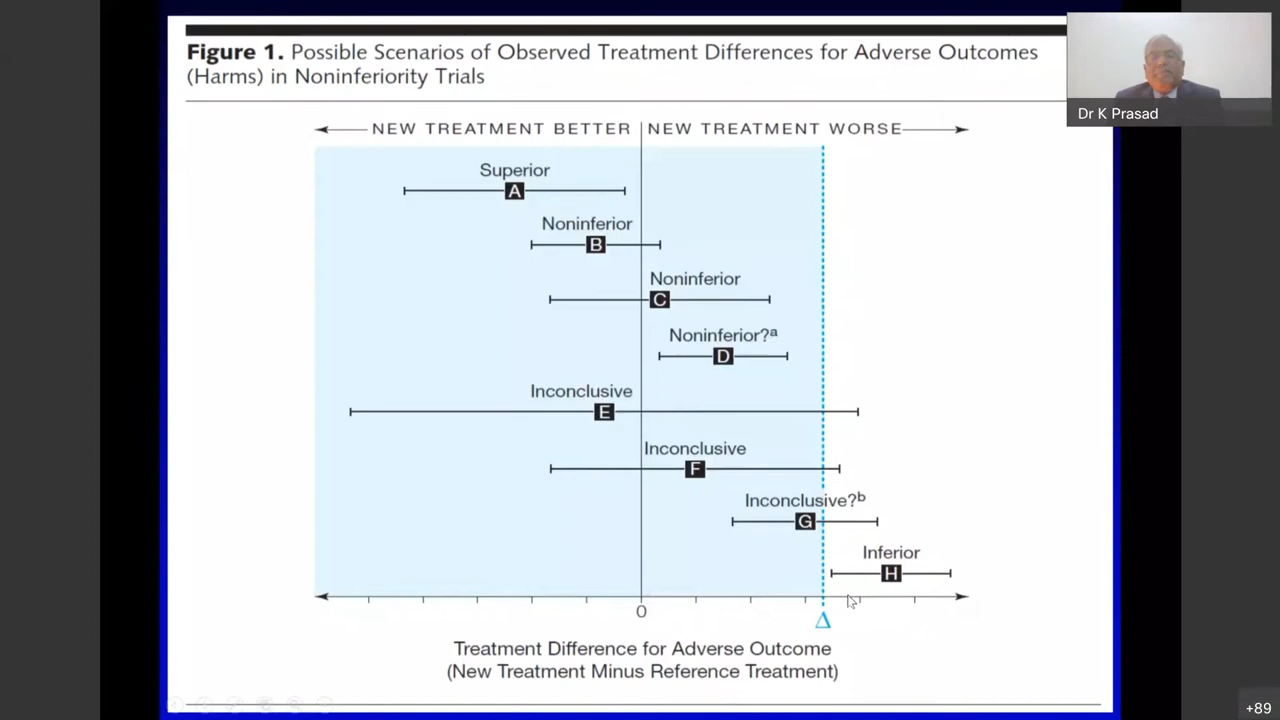 Figure 1. Possible Scenarios of Observed Treatment Differences for Adverse Outcomes
(Harms) in Noninferiority Trials
Dr K Prasad
NEW TREATMENT BETTER NEW TREATMENT WORSE
Superior
A
Noninferior
B
Noninferior
C
Noninferior?a
D
Inconclusive
E
Inconclusive
F
Inconclusive?b
G
Inferior
H
0
Δ
Treatment Difference for Adverse Outcome
(New Treatment Minus Reference Treatment)
+89